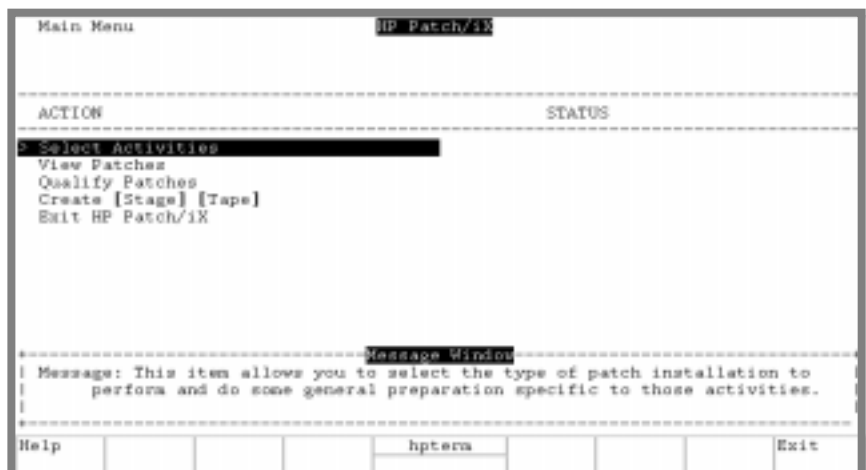 Main Menu HP Patch/iX
ACTION STATUS
> Select Activities
View Patches
Qualify Patches
Create [Stage] [Tape]
Exit HP Patch/iX
Message Window
Message: This item allows you to select the type of patch installation to
perform and do some general preparation specific to those activities.
Help hpterm Exit